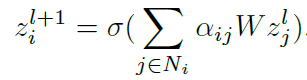 z_i^{l+1} = σ(∑_{j∈N_i} α_{ij} W z_j^l).